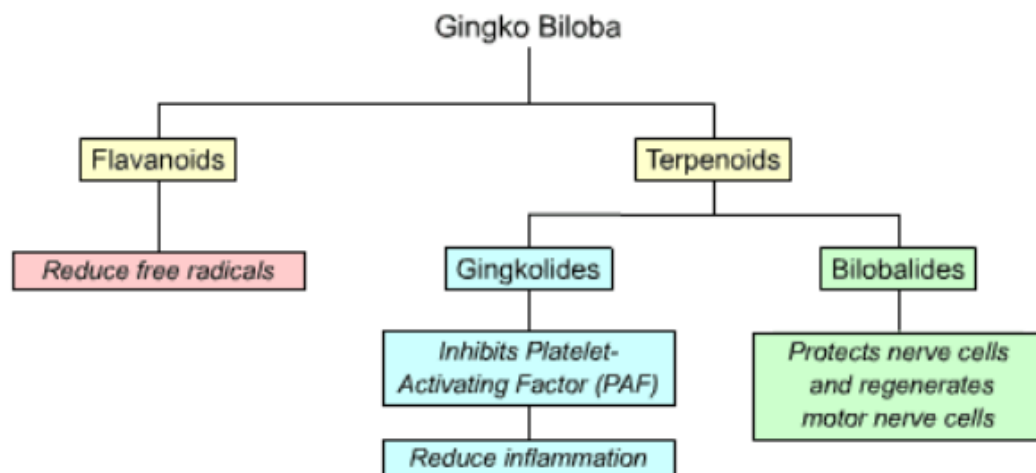 Gingko Biloba
Flavanoids
Terpenoids
Reduce free radicals
Gingkolides
Bilobalides
Inhibits Platelet-
Activating Factor (PAF)
Protects nerve cells
and regenerates
motor nerve cells
Reduce inflammation